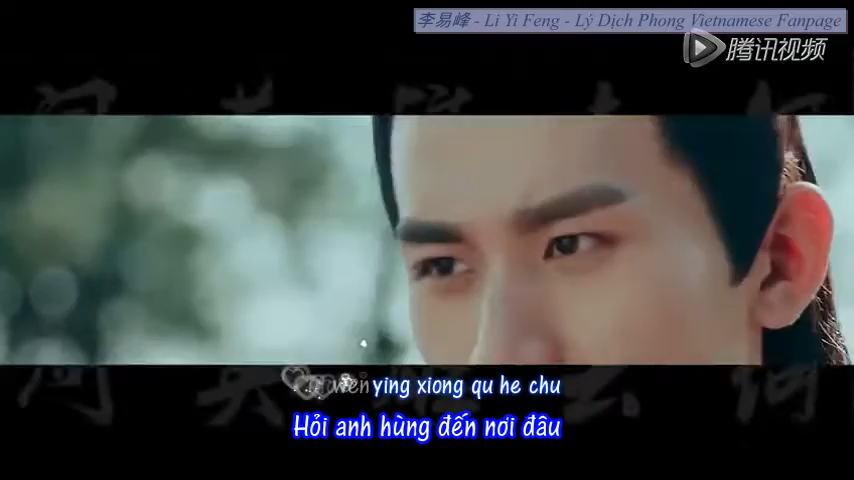 李易峰 - Li Yi Feng - Lý Dịch Phong Vietnamese Fanpage
腾讯视频
wen ying xiong qu he chu
Hỏi anh hùng đến nơi đâu